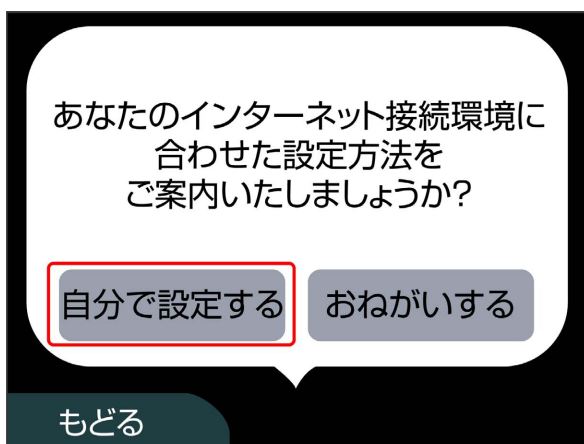 あなたのインターネット接続環境に
合わせた設定方法を
ご案内いたしましょうか?
自分で設定する
おねがいする
もどる